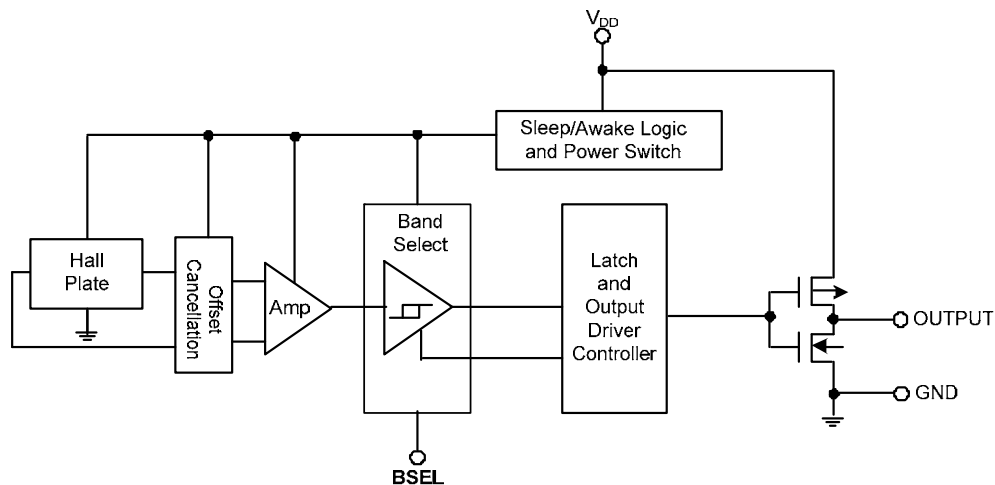 VDD
Sleep/Awake Logic
and Power Switch
Hall
Plate
Offset
Cancellation
Amp
Band
Select
Latch
and
Output
Driver
Controller
OUTPUT
GND
BSEL